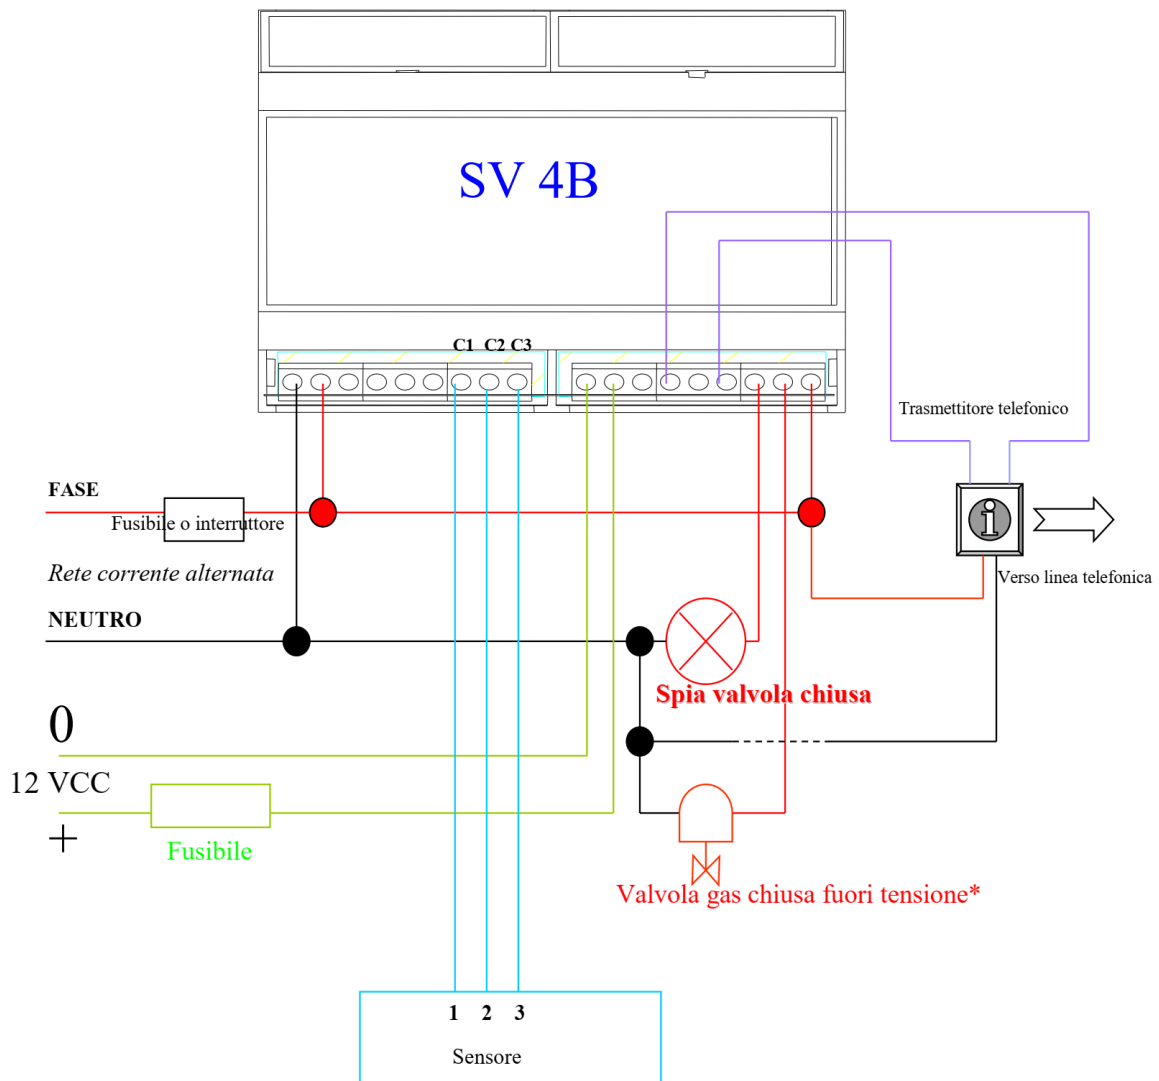 SV 4B
C1 C2 C3
Trasmettitore telefonico
FASE
Fusibile o interruttore
Rete corrente alternata
Verso linea telefonica
NEUTRO
Spia valvola chiusa
0
12 VCC
+
Fusibile
Valvola gas chiusa fuori tensione*
1 2 3
Sensore